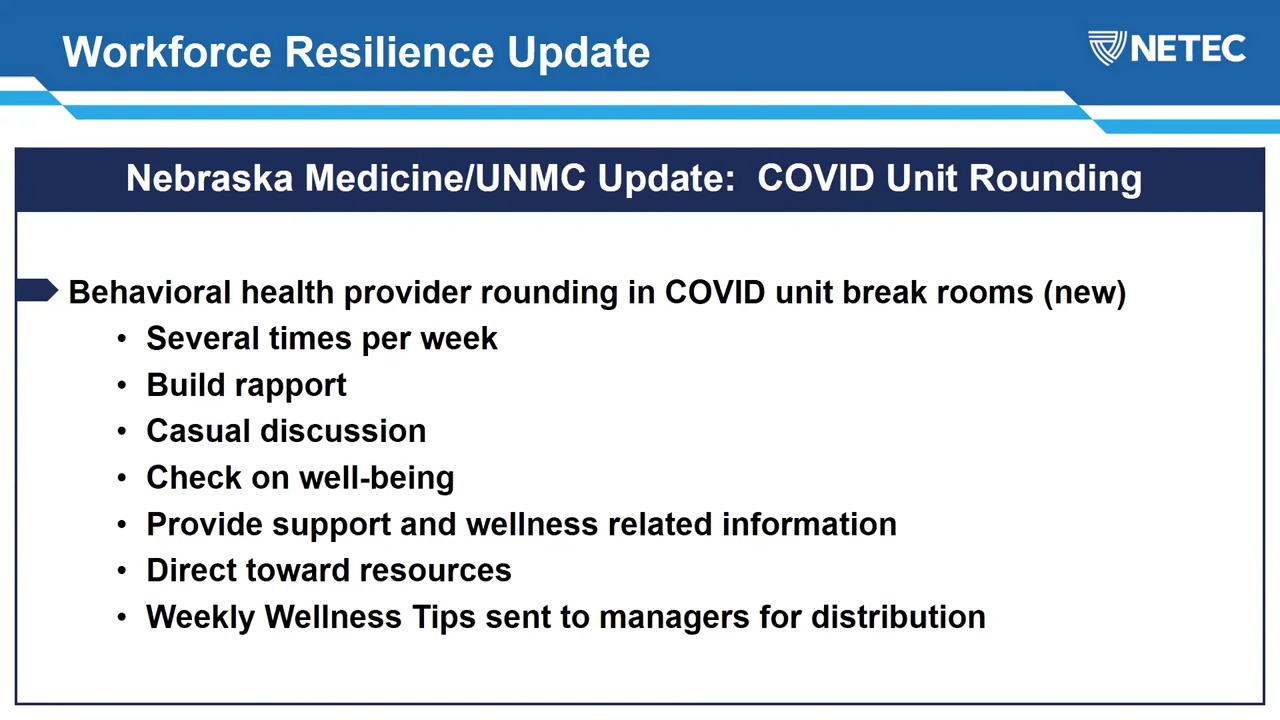 Workforce Resilience Update
NETEC
Nebraska Medicine/UNMC Update: COVID Unit Rounding
Behavioral health provider rounding in COVID unit break rooms (new)
• Several times per week
• Build rapport
• Casual discussion
• Check on well-being
• Provide support and wellness related information
• Direct toward resources
• Weekly Wellness Tips sent to managers for distribution